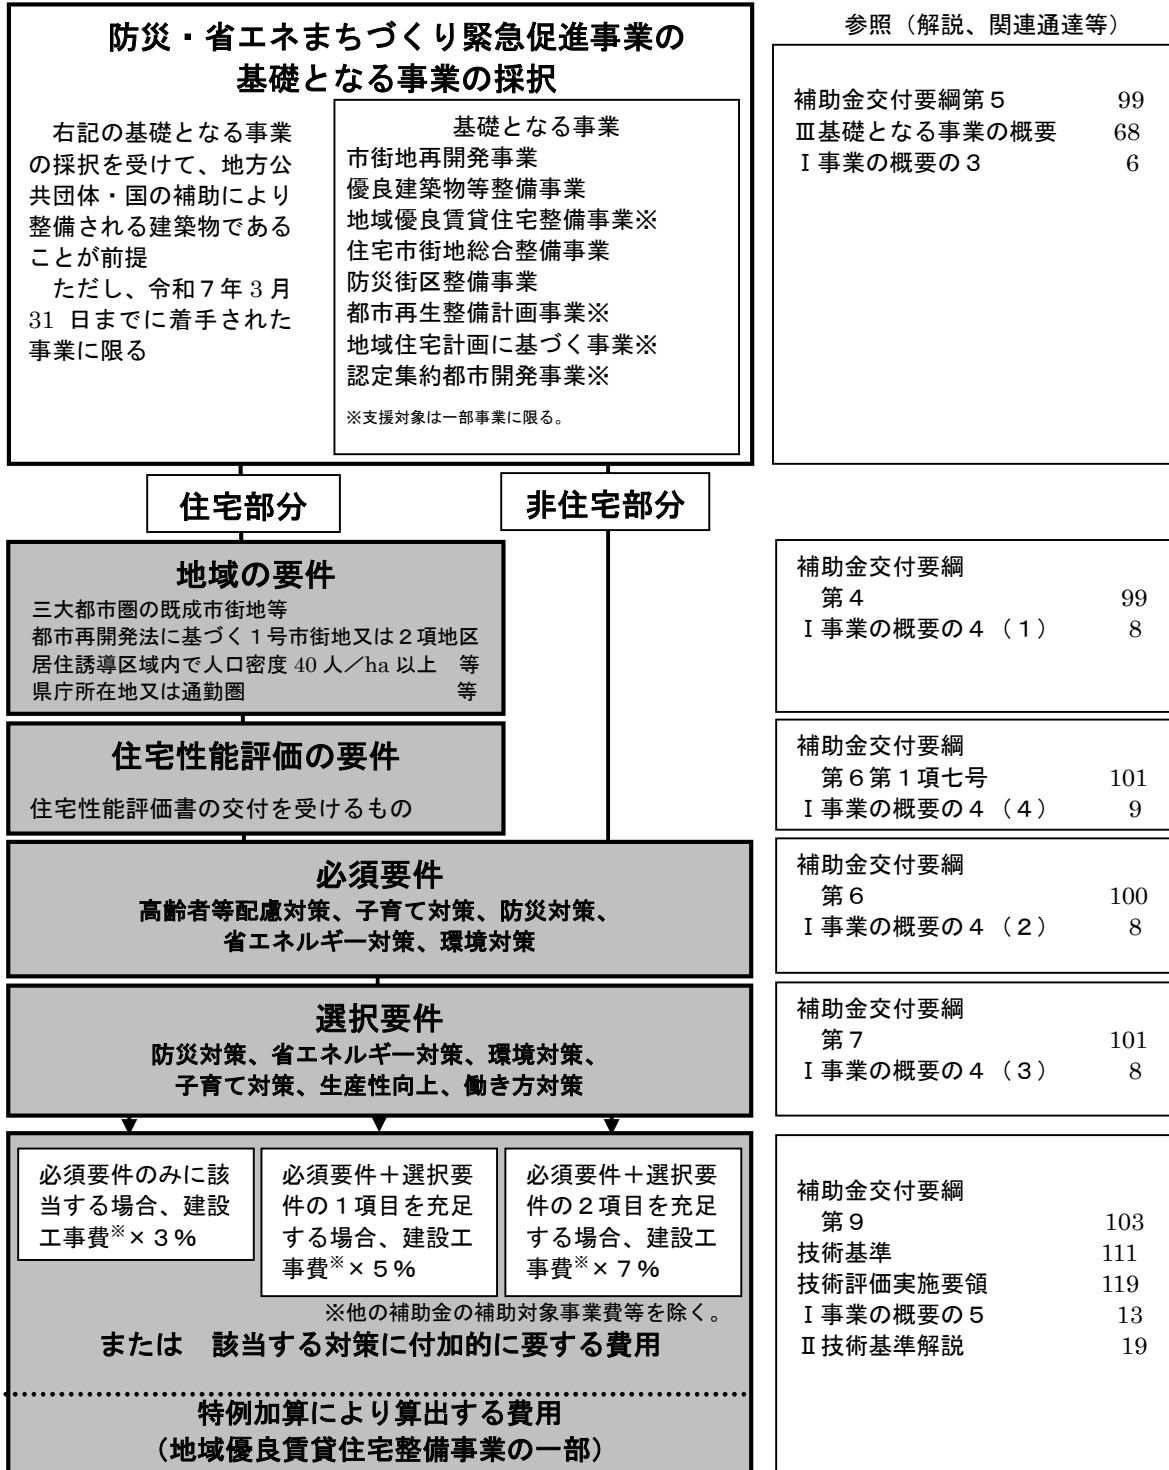 防災・省エネまちづくり緊急促進事業の
基礎となる事業の採択
右記の基礎となる事業
の採択を受けて、地方公
共団体・国の補助により
整備される建築物である
ことが前提
ただし、令和７年 3 月
31 日までに着手された
事業に限る
基礎となる事業
市街地再開発事業
優良建築物等整備事業
地域優良賃貸住宅整備事業※
住宅市街地総合整備事業
防災街区整備事業
都市再生整備計画事業※
地域住宅計画に基づく事業※
認定集約都市開発事業※
※支援対象は一部事業に限る。
参照（解説、関連通達等）
補助金交付要綱第５ 99
Ⅲ基礎となる事業の概要 68
Ⅰ事業の概要の３ 6
住宅部分
非住宅部分
地域の要件
三大都市圏の既成市街地等
都市再開発法に基づく１号市街地又は２項地区
居住誘導区域内で人口密度 40 人／ha 以上 等
県庁所在地又は通勤圏 等
補助金交付要綱
第４ 99
Ⅰ事業の概要の４（１） 8
住宅性能評価の要件
住宅性能評価書の交付を受けるもの
補助金交付要綱
第６第１項七号 101
Ⅰ事業の概要の４（４） 9
必須要件
高齢者等配慮対策、子育て対策、防災対策、
省エネルギー対策、環境対策
補助金交付要綱
第６ 100
Ⅰ事業の概要の４（２） 8
選択要件
防災対策、省エネルギー対策、環境対策、
子育て対策、生産性向上、働き方対策
補助金交付要綱
第７ 101
Ⅰ事業の概要の４（３） 8
必須要件のみに該
当する場合、建設
工事費※×３%
必須要件＋選択要
件の１項目を充足
する場合、建設工
事費※×５%
必須要件＋選択要
件の２項目を充足
する場合、建設工
事費※×７%
※他の補助金の補助対象事業費等を除く。
または　該当する対策に付加的に要する費用
特例加算により算出する費用
（地域優良賃貸住宅整備事業の一部）
補助金交付要綱
第９ 103
技術基準 111
技術評価実施要領 119
Ⅰ事業の概要の５ 13
Ⅱ技術基準解説 19